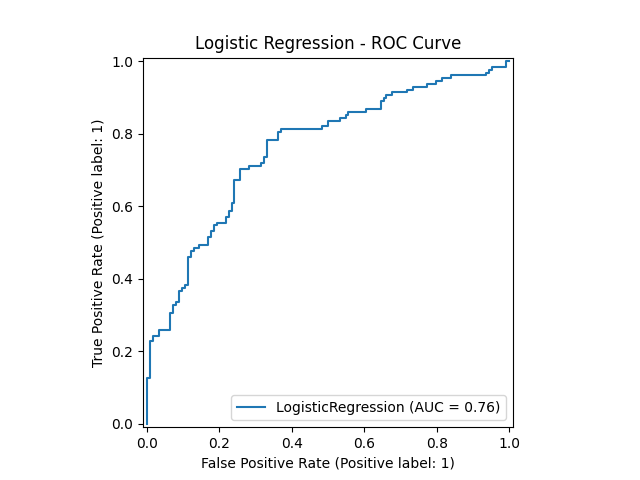 Logistic Regression - ROC Curve
1.0
0.8
0.6
0.4
0.2
0.0
True Positive Rate (Positive label: 1)
LogisticRegression (AUC = 0.76)
0.0 0.2 0.4 0.6 0.8 1.0
False Positive Rate (Positive label: 1)